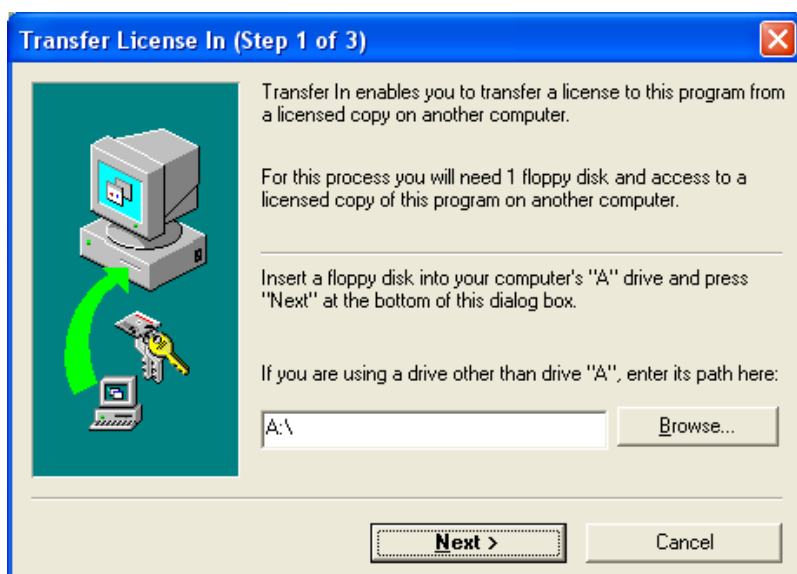 Transfer License In (Step 1 of 3)
Transfer In enables you to transfer a license to this program from
a licensed copy on another computer.
For this process you will need 1 floppy disk and access to a
licensed copy of this program on another computer.
Insert a floppy disk into your computer's "A" drive and press
"Next" at the bottom of this dialog box.
If you are using a drive other than drive "A", enter its path here:
A:\
Browse...
Next >
Cancel